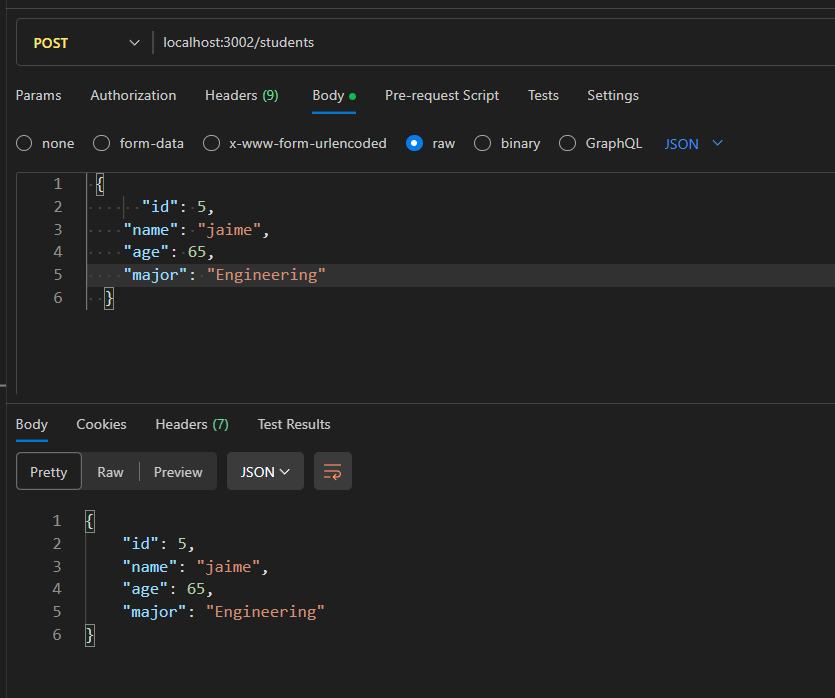 POST localhost:3002/students
Params Authorization Headers (9) Body Pre-request Script Tests Settings
none form-data x-www-form-urlencoded raw binary GraphQL JSON
1 {
2 "id": 5,
3 "name": "jaime",
4 "age": 65,
5 "major": "Engineering"
6 }
Body Cookies Headers (7) Test Results
Pretty Raw Preview JSON
1 {
2 "id": 5,
3 "name": "jaime",
4 "age": 65,
5 "major": "Engineering"
6 }